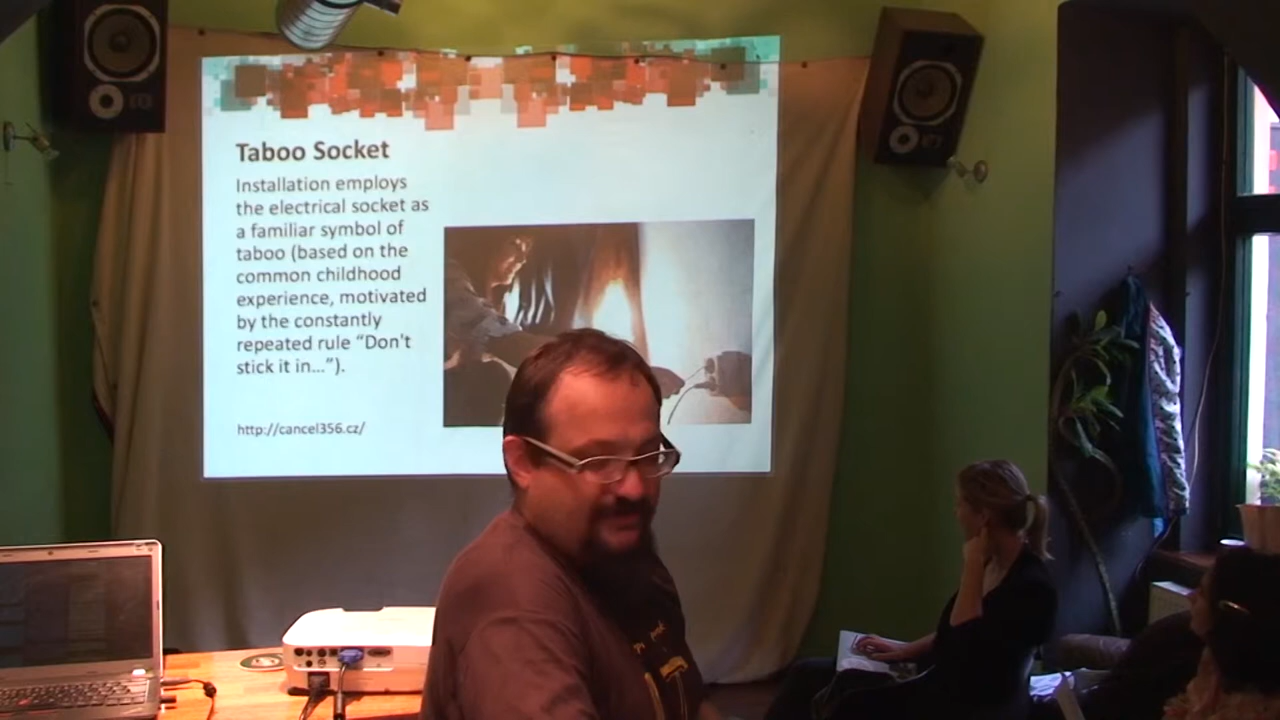 Taboo Socket
Installation employs
the electrical socket as
a familiar symbol of
taboo (based on the
common childhood
experience, motivated
by the constantly
repeated rule “Don't
stick it in...”).
http://cancel356.cz/